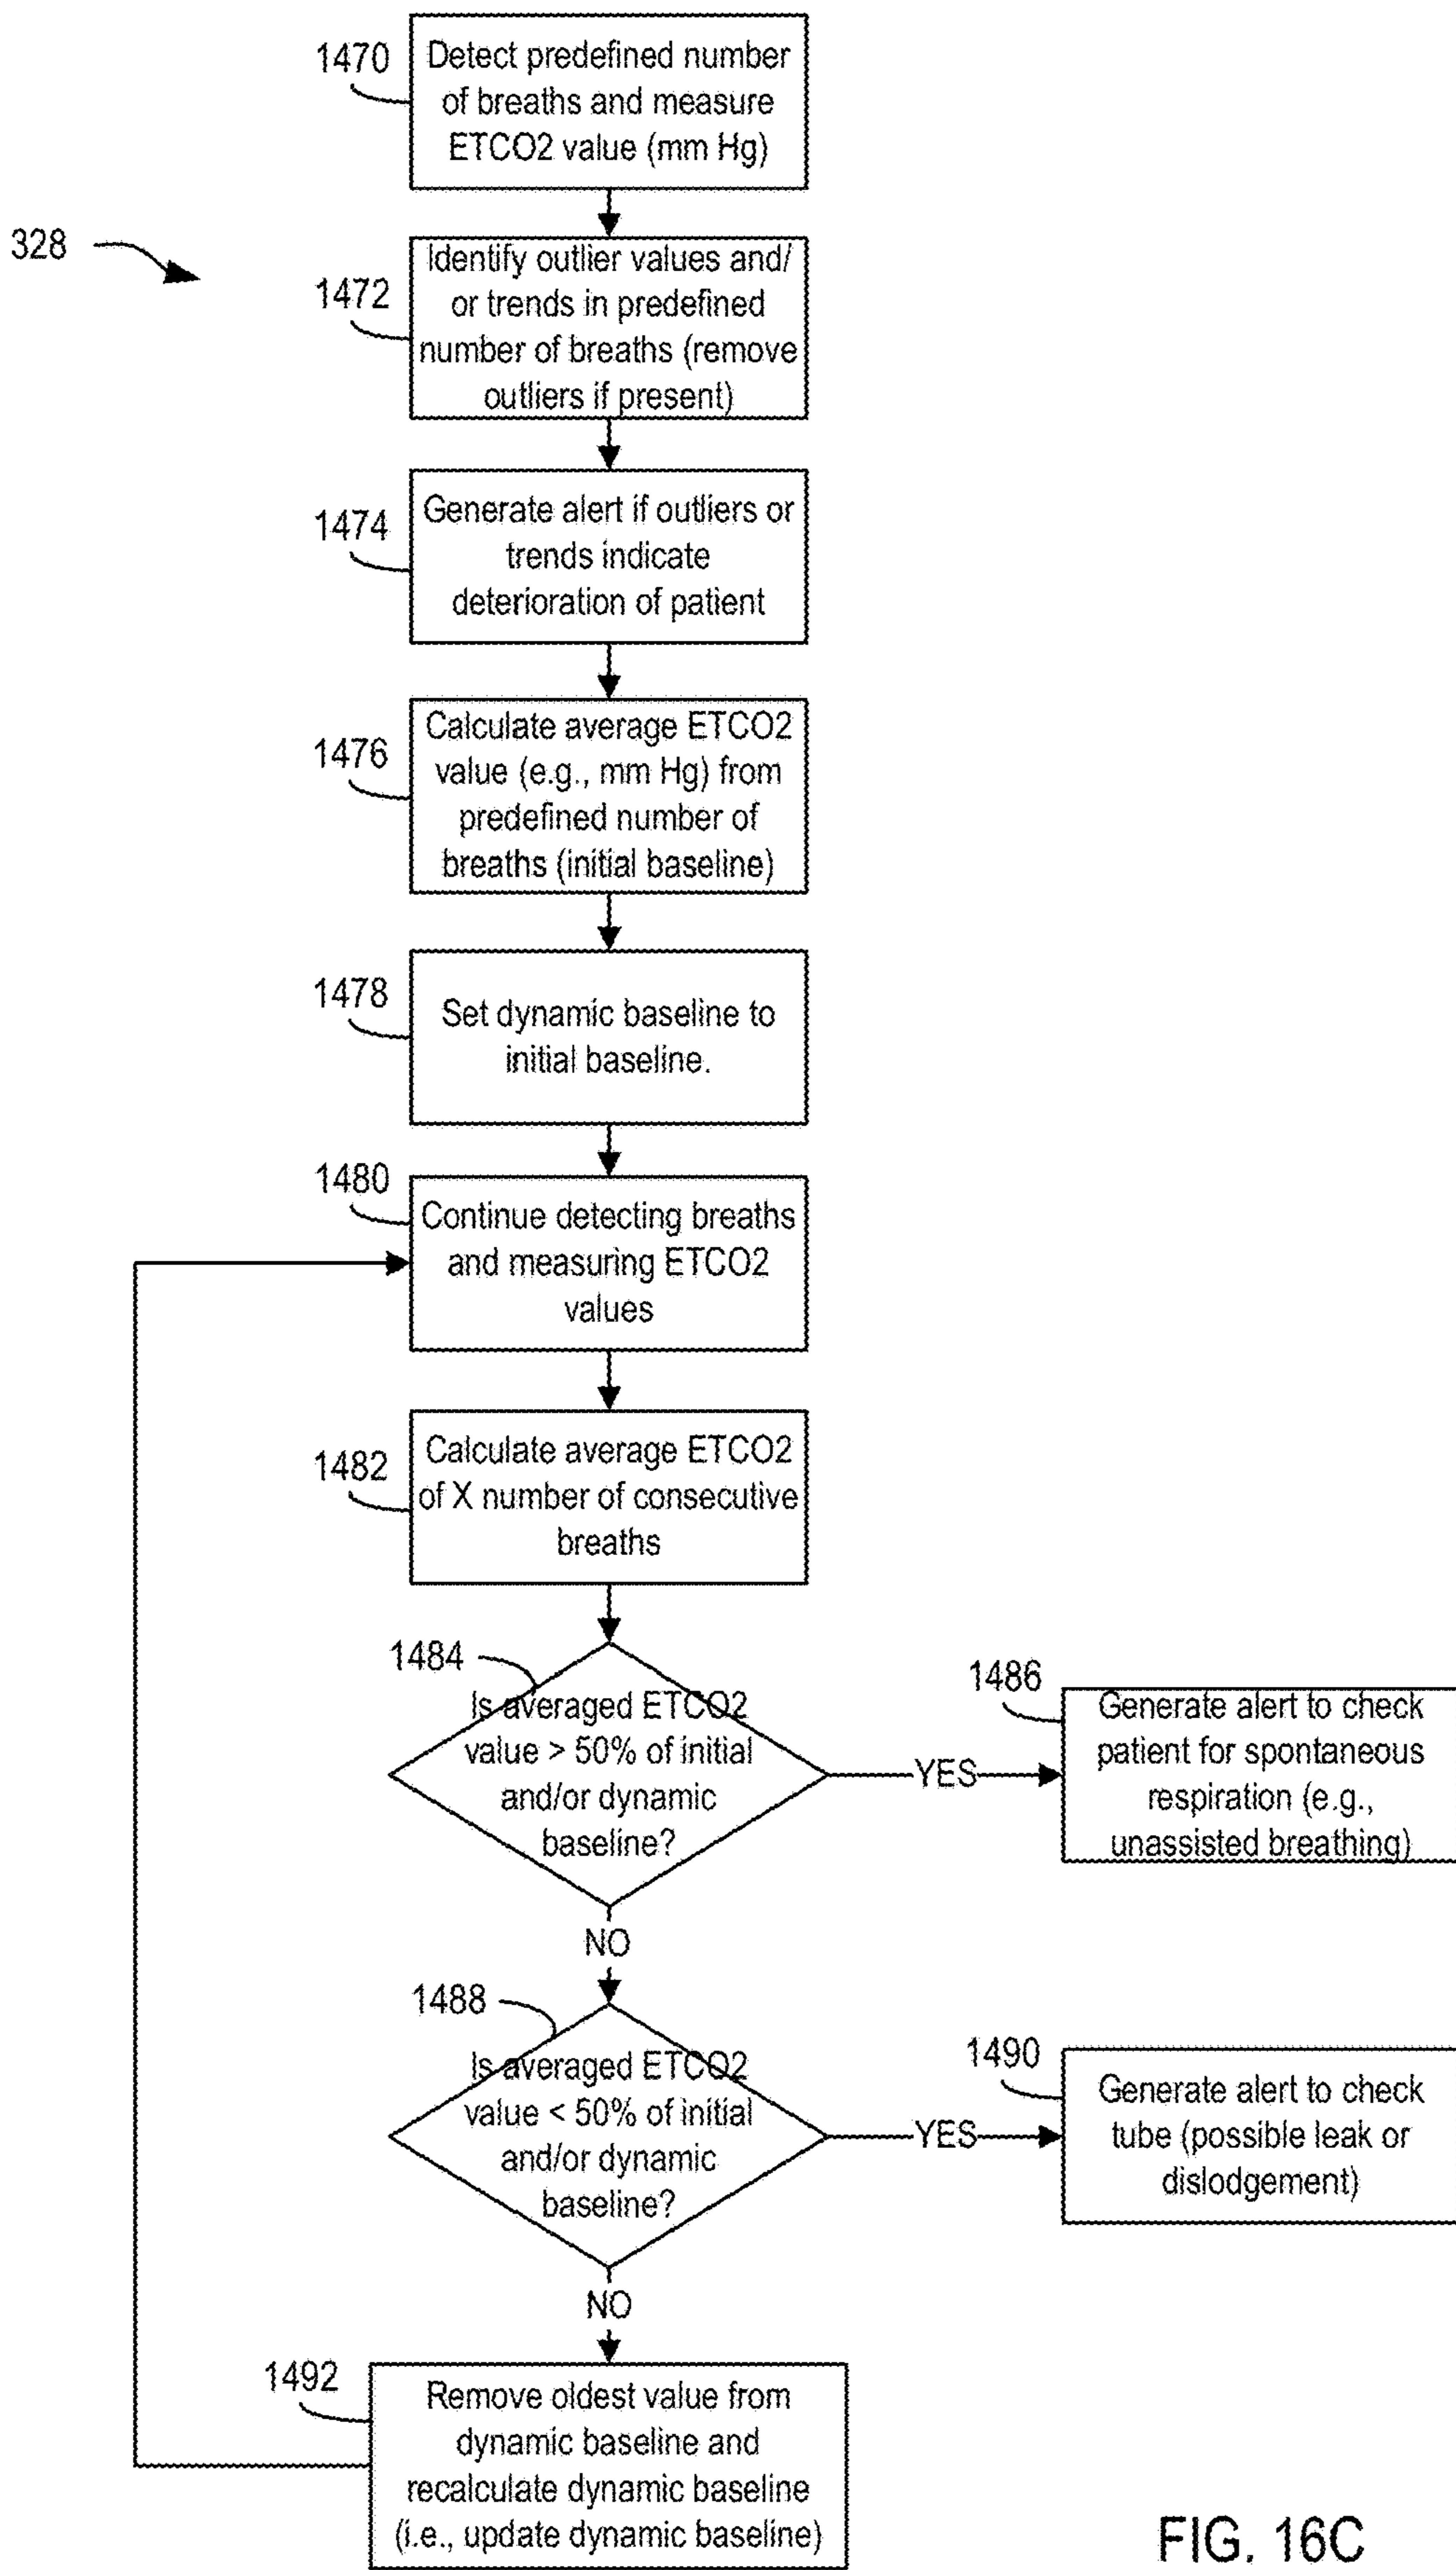 1470
Detect predefined number
of breaths and measure
ETCO2 value (mm Hg)
328
1472
Identify outlier values and/
or trends in predefined
number of breaths (remove
outliers if present)
1474
Generate alert if outliers or
trends indicate
deterioration of patient
1476
Calculate average ETCO2
value (e.g., mm Hg) from
predefined number of
breaths (initial baseline)
1478
Set dynamic baseline to
initial baseline.
1480
Continue detecting breaths
and measuring ETCO2
values
1482
Calculate average ETCO2
of X number of consecutive
breaths
1484
Is averaged ETCO2
value > 50% of initial
and/or dynamic
baseline?
YES
1486
Generate alert to check
patient for spontaneous
respiration (e.g.,
unassisted breathing)
NO
1488
Is averaged ETCO2
value < 50% of initial
and/or dynamic
baseline?
YES
1490
Generate alert to check
tube (possible leak or
dislodgement)
NO
1492
Remove oldest value from
dynamic baseline and
recalculate dynamic baseline
(i.e., update dynamic baseline)
FIG. 16C